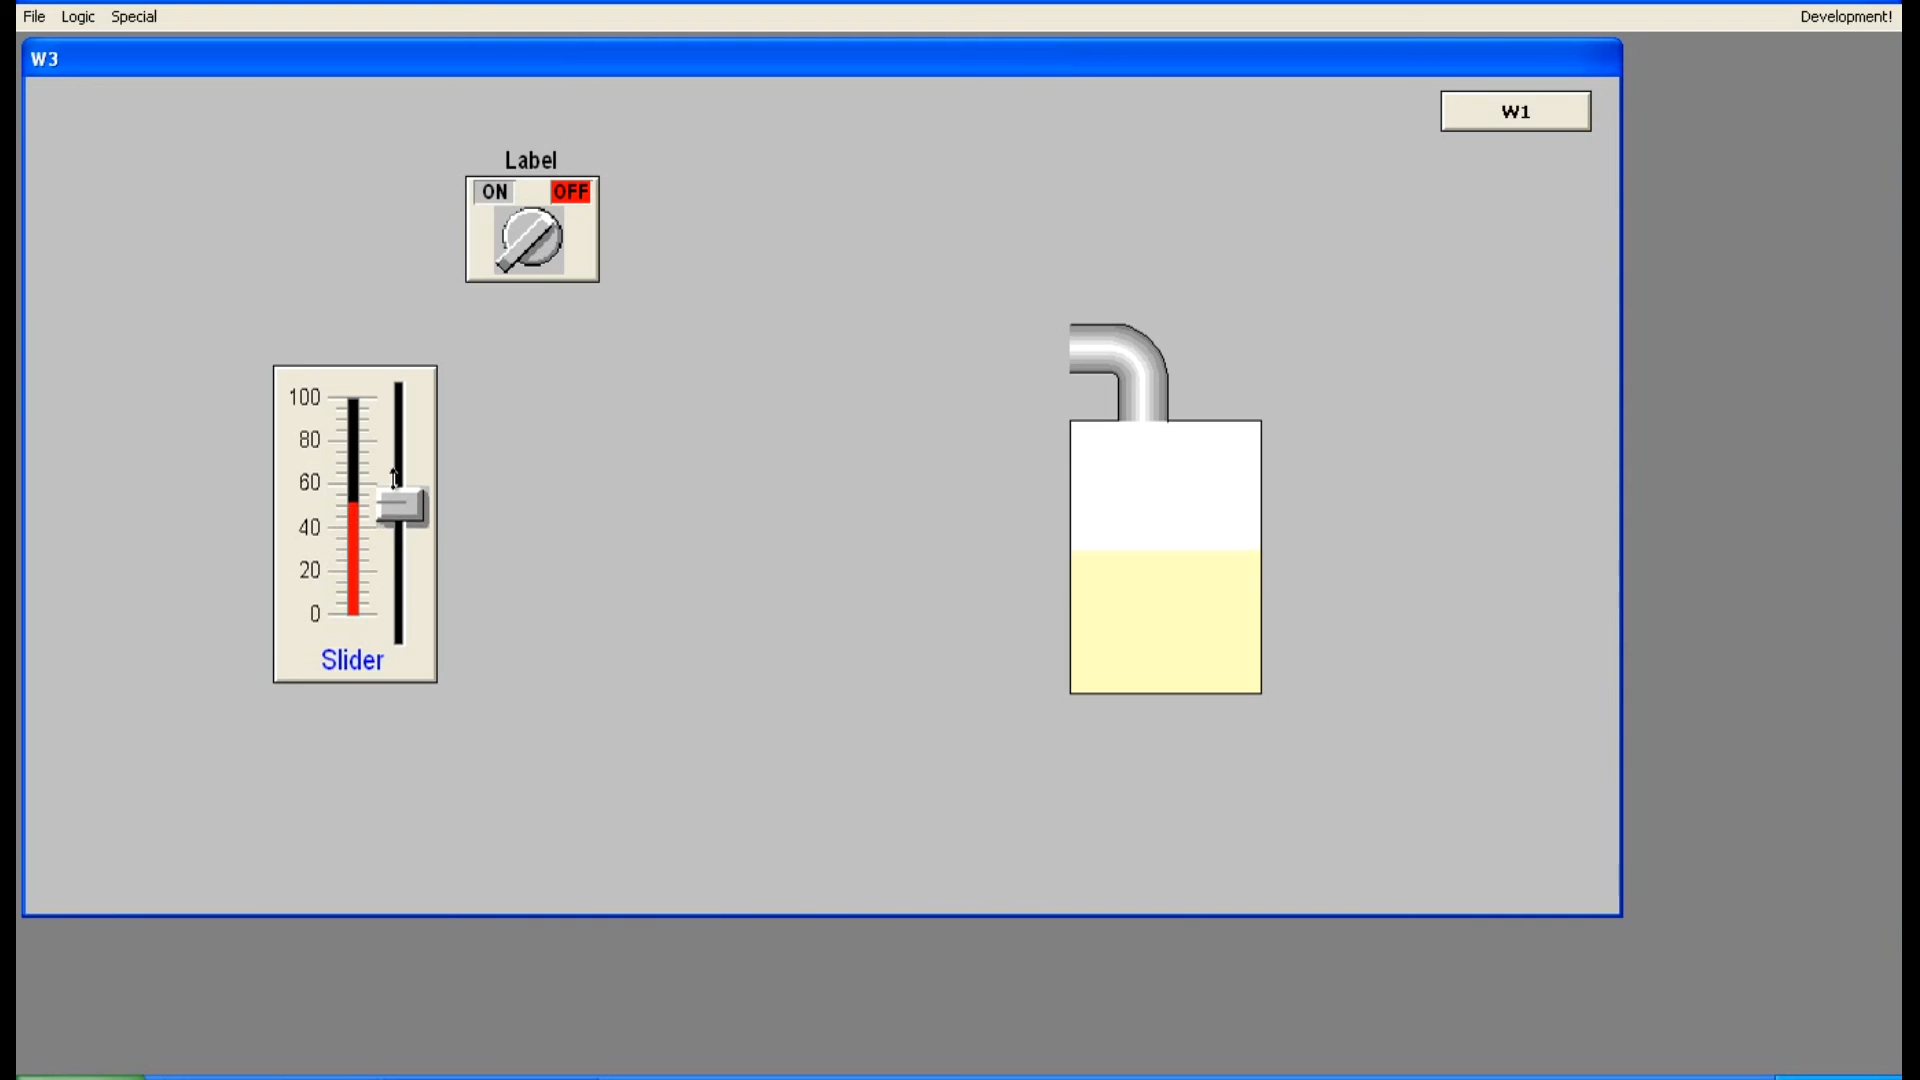 File Logic Special Development!
W3
W1
Label
ON OFF
100
80
60
40
20
0
Slider